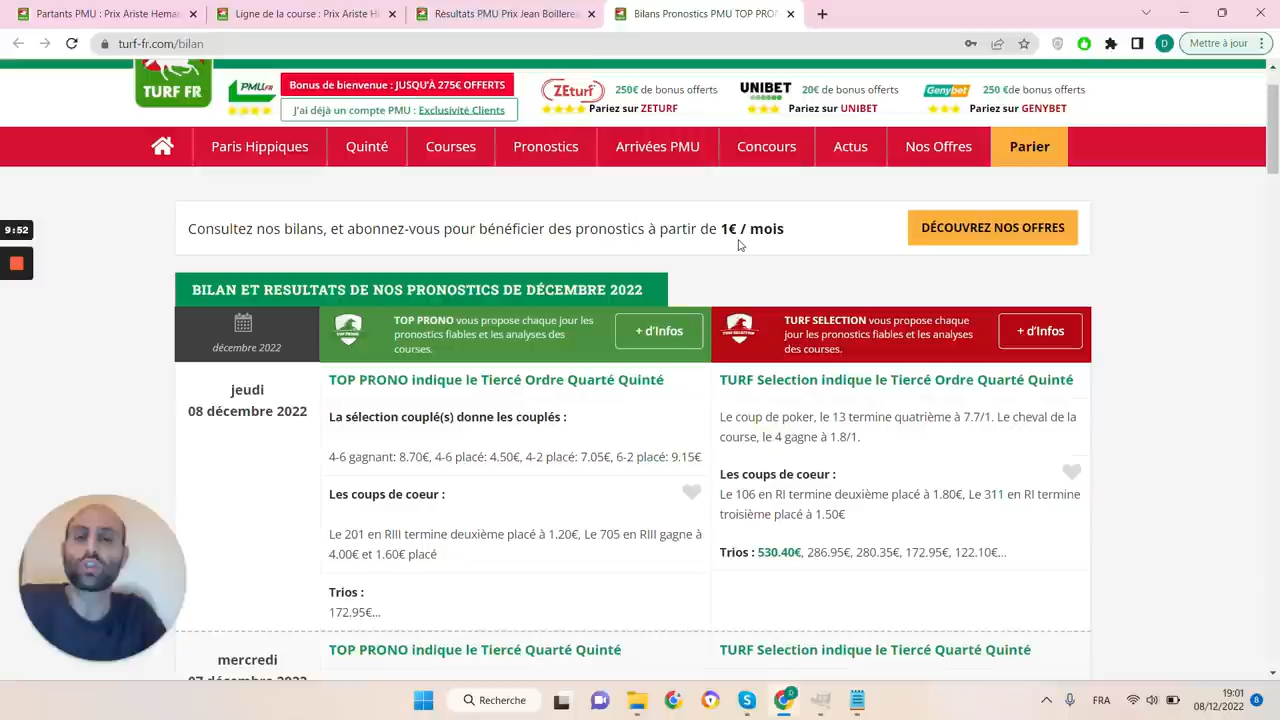 Partants PMU : Prix Ariste Heman
Ligne de la course : Prix Ariste H
Résultats PMU Prix Jean Boillere
Bilans Pronostics PMU TOP PRO
turf-fr.com/bilan
D
Mettre à jour
TURF FR
PMU.FR
Bonus de bienvenue : JUSQU'À 275€ OFFERTS
J'ai déjà un compte PMU : Exclusivité Clients
ZEturf
250€ de bonus offerts
Pariez sur ZETURF
UNIBET
20€ de bonus offerts
Pariez sur UNIBET
Genybet
250 €de bonus offerts
Pariez sur GENYBET
Paris Hippiques
Quinté
Courses
Pronostics
Arrivées PMU
Concours
Actus
Nos Offres
Parier
9:52
Consultez nos bilans, et abonnez-vous pour bénéficier des pronostics à partir de 1€ / mois
DÉCOUVREZ NOS OFFRES
BILAN ET RESULTATS DE NOS PRONOSTICS DE DÉCEMBRE 2022
décembre 2022
TOP PRONO
TOP PRONO vous propose chaque jour les
pronostics fiables et les analyses des
courses.
+ d'Infos
TURF SELECTION
TURF SELECTION vous propose chaque
jour les pronostics fiables et les analyses
des courses.
+ d'Infos
jeudi
08 décembre 2022
TOP PRONO indique le Tiercé Ordre Quarté Quinté
La sélection couplé(s) donne les couplés :
4-6 gagnant: 8.70€, 4-6 placé: 4.50€, 4-2 placé: 7.05€, 6-2 placé: 9.15€
Les coups de coeur :
Le 201 en RIII termine deuxième placé à 1.20€, Le 705 en RIII gagne à
4.00€ et 1.60€ placé
Trios :
172.95€...
TURF Selection indique le Tiercé Ordre Quarté Quinté
Le coup de poker, le 13 termine quatrième à 7.7/1. Le cheval de la
course, le 4 gagne à 1.8/1.
Les coups de coeur :
Le 106 en RI termine deuxième placé à 1.80€, Le 311 en RI termine
troisième placé à 1.50€
Trios : 530.40€, 286.95€, 280.35€, 172.95€, 122.10€...
mercredi
07 décembre 2022
TOP PRONO indique le Tiercé Quarté Quinté
TURF Selection indique le Tiercé Quarté Quinté
Recherche
D
FRA
19:01
08/12/2022
8